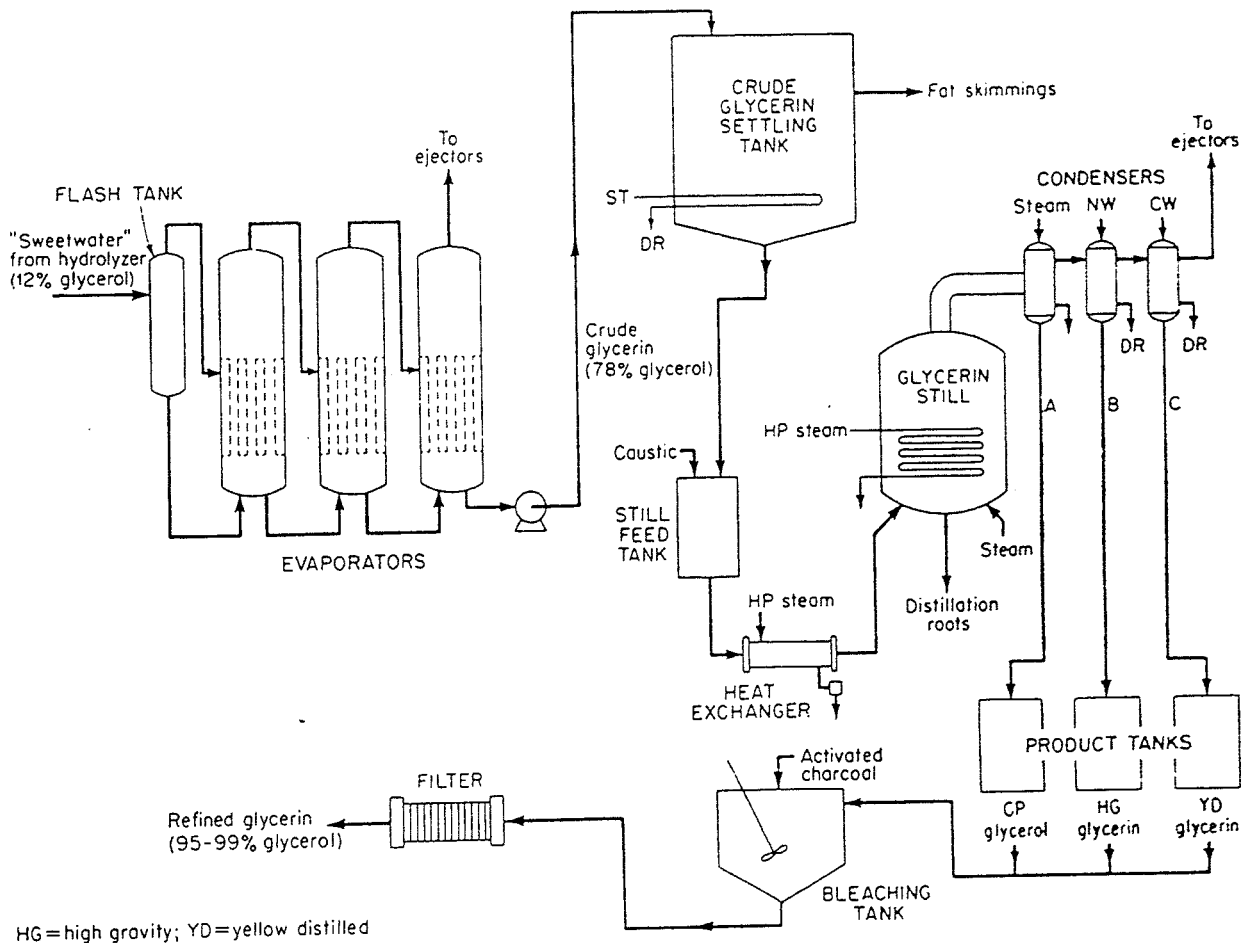 FLASH TANK
"Sweetwater"
from hydrolyzer
(12% glycerol)
To
ejectors
EVAPORATORS
Crude
glycerin
(78% glycerol)
CRUDE
GLYCERIN
SETTLING
TANK
Fat skimmings
ST
DR
Caustic
STILL
FEED
TANK
HP steam
HEAT
EXCHANGER
GLYCERIN
STILL
HP steam
Steam
Distillation
roots
To
ejectors
CONDENSERS
Steam NW CW
DR DR
A B C
PRODUCT TANKS
CP
glycerol
HG
glycerin
YD
glycerin
Activated
charcoal
BLEACHING
TANK
FILTER
Refined glycerin
(95-99% glycerol)
HG=high gravity; YD=yellow distilled